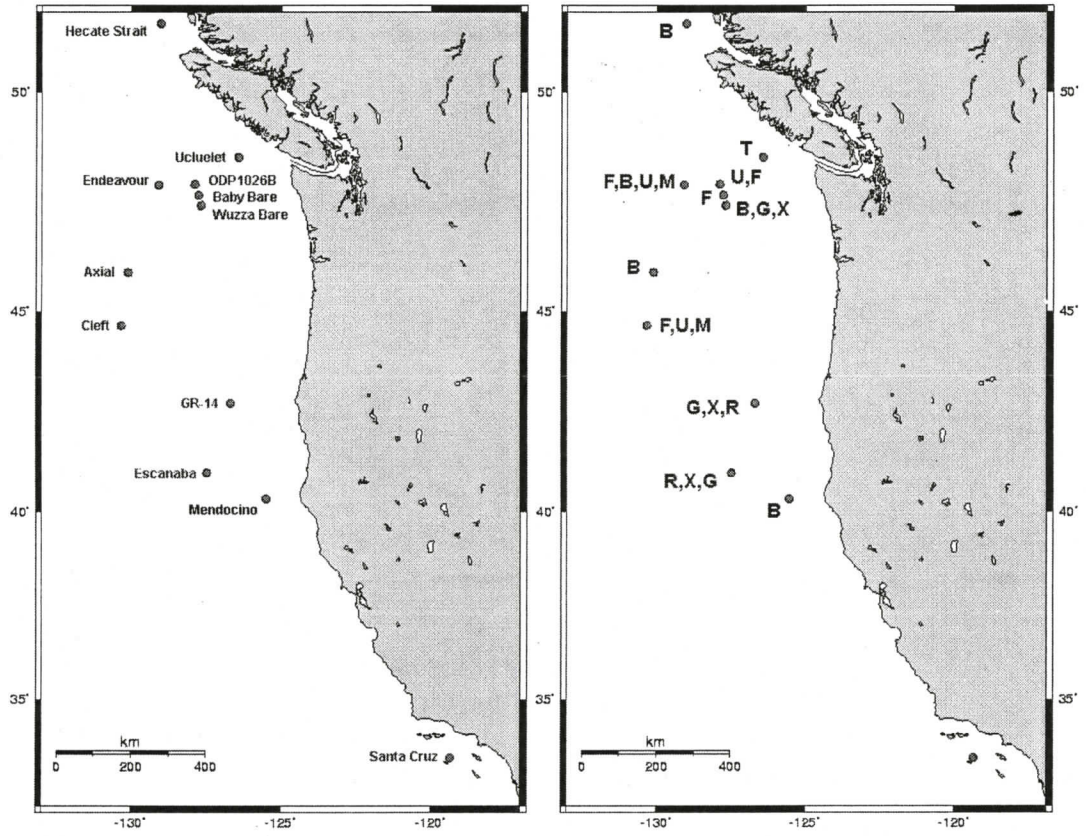 Hecate Strait
50˚
Ucluelet
Endeavour
ODP1026B
Baby Bare
Wuzza Bare
Axial
45˚
Cleft
GR-14
Escanaba
Mendocino
40˚
35˚
km
0 200 400
Santa Cruz
-130˚ -125˚ -120˚
B
50˚
T
F,B,U,M
U,F
F
B,G,X
B
45˚
F,U,M
G,X,R
R,X,G
B
40˚
35˚
km
0 200 400
-130˚ -125˚ -120˚